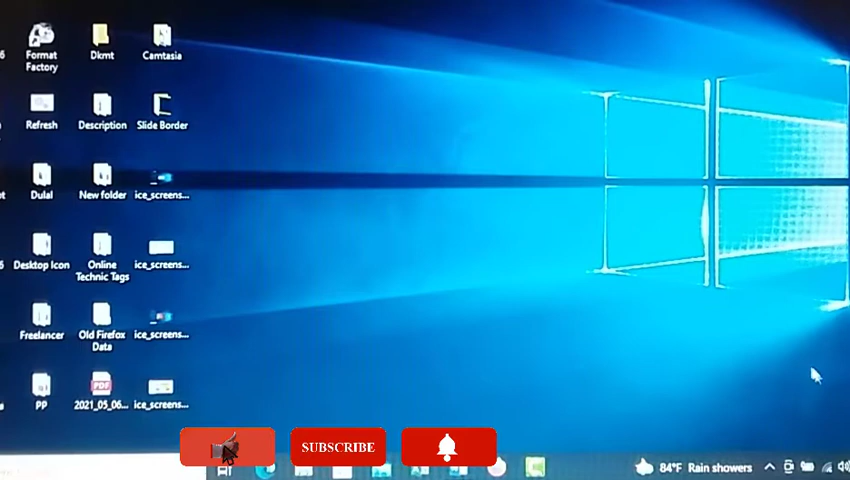 Format
Factory
Dkmt
Camtasia
Refresh
Description
Slide Border
Dulal
New folder
ice_screens...
Desktop Icon
Online
Technic Tags
ice_screens...
Freelancer
Old Firefox
Data
ice_screens...
PP
PDF
2021_05_06...
ice_screens...
SUBSCRIBE
84°F Rain showers